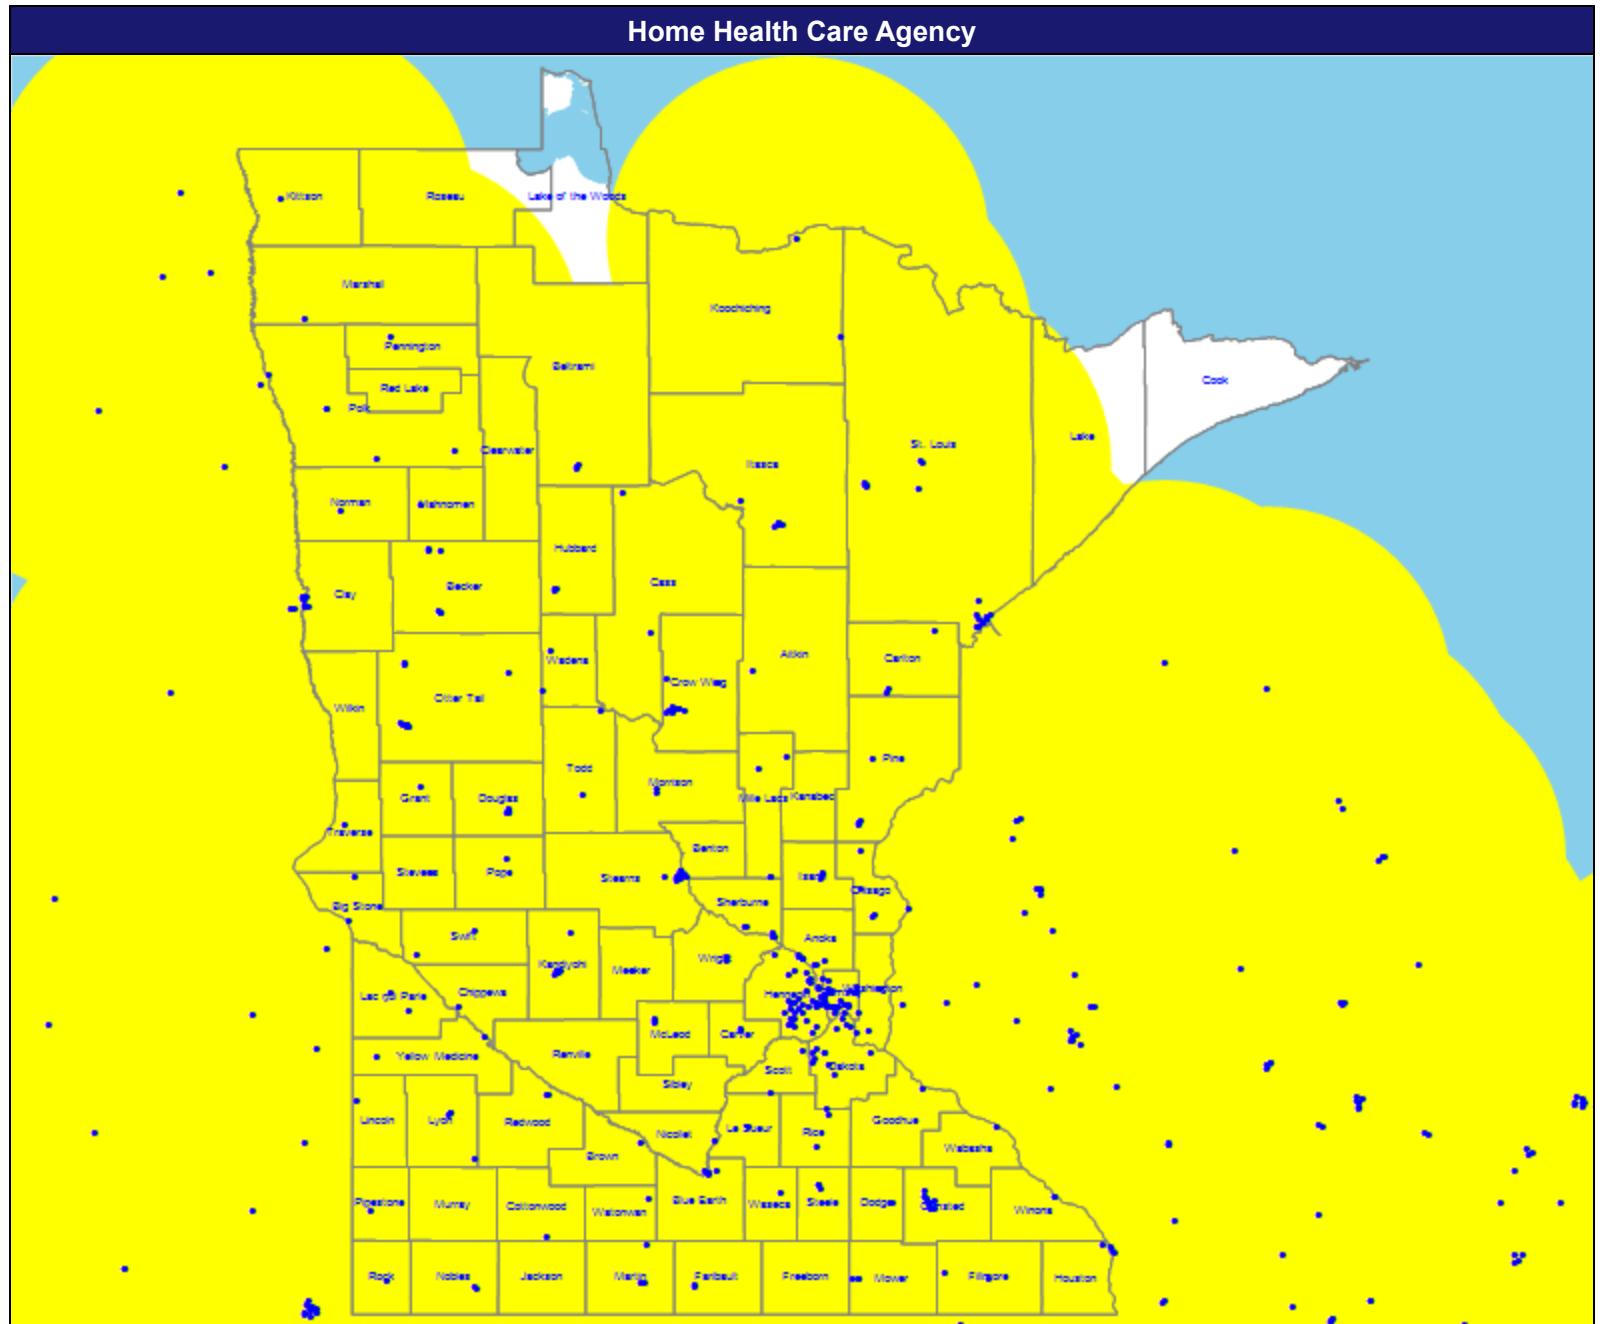 Home Health Care Agency
Kittson
Roseau
Lake of the Woods
Marshall
Koochiching
Pennington
Beltrami
Red Lake
Polk
Cook
Clearwater
St. Louis
Lake
Itasca
Norman
Mahnomen
Hubbard
Clay
Becker
Cass
Wadena
Aitkin
Carlton
Otter Tail
Crow Wing
Wilkin
Pine
Todd
Morrison
Grant
Douglas
Mille Lacs
Kanabec
Traverse
Benton
Stevens
Pope
Stearns
Isanti
Chisago
Big Stone
Sherburne
Swift
Anoka
Kandiyohi
Meeker
Wright
Lac qui Parle
Chippewa
Hennepin
Washington
McLeod
Carver
Yellow Medicine
Renville
Scott
Dakota
Sibley
Lincoln
Lyon
Redwood
Nicollet
Le Sueur
Rice
Goodhue
Brown
Wabasha
Pipestone
Murray
Cottonwood
Watonwan
Blue Earth
Waseca
Steele
Dodge
Olmsted
Winona
Rock
Nobles
Jackson
Martin
Faribault
Freeborn
Mower
Fillmore
Houston